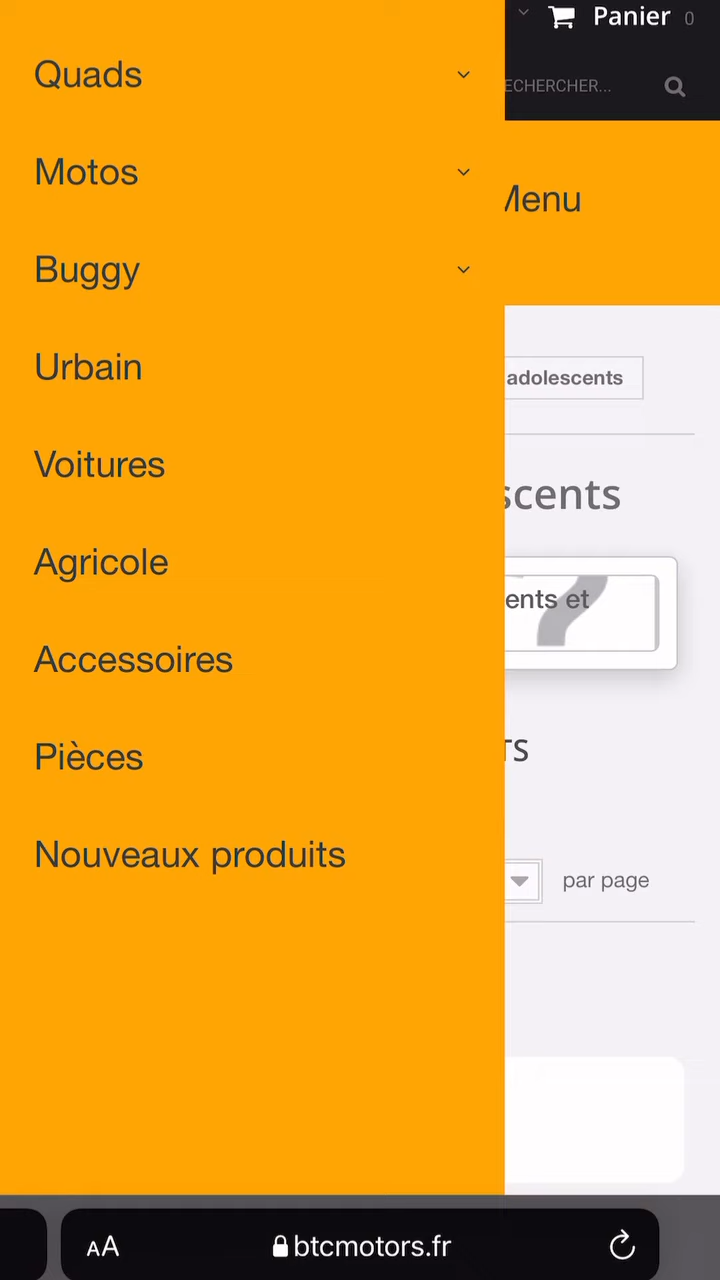 Panier 0
ECHERCHER...
Quads
Motos
Menu
Buggy
Urbain
adolescents
Voitures
scents
Agricole
ents et
Accessoires
TS
Pièces
Nouveaux produits
par page
AA
btcmotors.fr